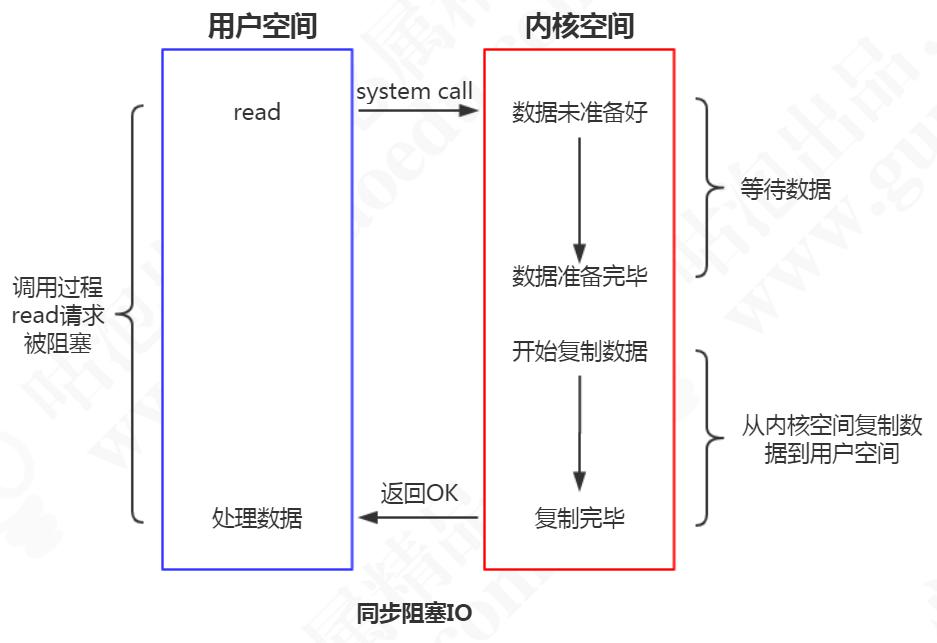 用户空间
内核空间
read
system call
数据未准备好
等待数据
数据准备完毕
调用过程
read请求
被阻塞
开始复制数据
从内核空间复制数
据到用户空间
处理数据
返回OK
复制完毕
同步阻塞IO